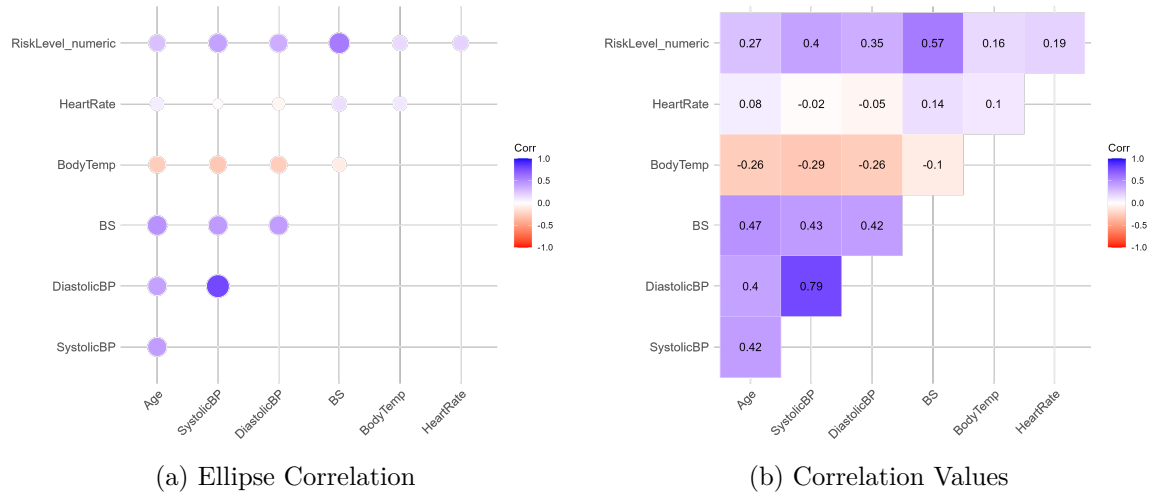 RiskLevel_numeric
HeartRate
BodyTemp
BS
DiastolicBP
SystolicBP
Age
SystolicBP
DiastolicBP
BS
BodyTemp
HeartRate
Corr
1.0
0.5
0.0
-0.5
-1.0
(a) Ellipse Correlation
RiskLevel_numeric 0.27 0.4 0.35 0.57 0.16 0.19
HeartRate 0.08 -0.02 -0.05 0.14 0.1
BodyTemp -0.26 -0.29 -0.26 -0.1
BS 0.47 0.43 0.42
DiastolicBP 0.4 0.79
SystolicBP 0.42
Age
SystolicBP
DiastolicBP
BS
BodyTemp
HeartRate
Corr
1.0
0.5
0.0
-0.5
-1.0
(b) Correlation Values